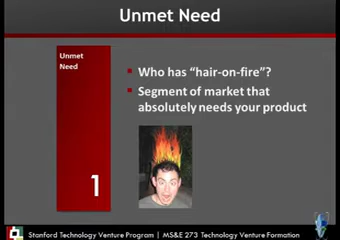 Unmet Need
Unmet
Need
Who has “hair-on-fire”?
Segment of market that
absolutely needs your product
1
Stanford Technology Venture Program | MS&E 273 Technology Venture Formation